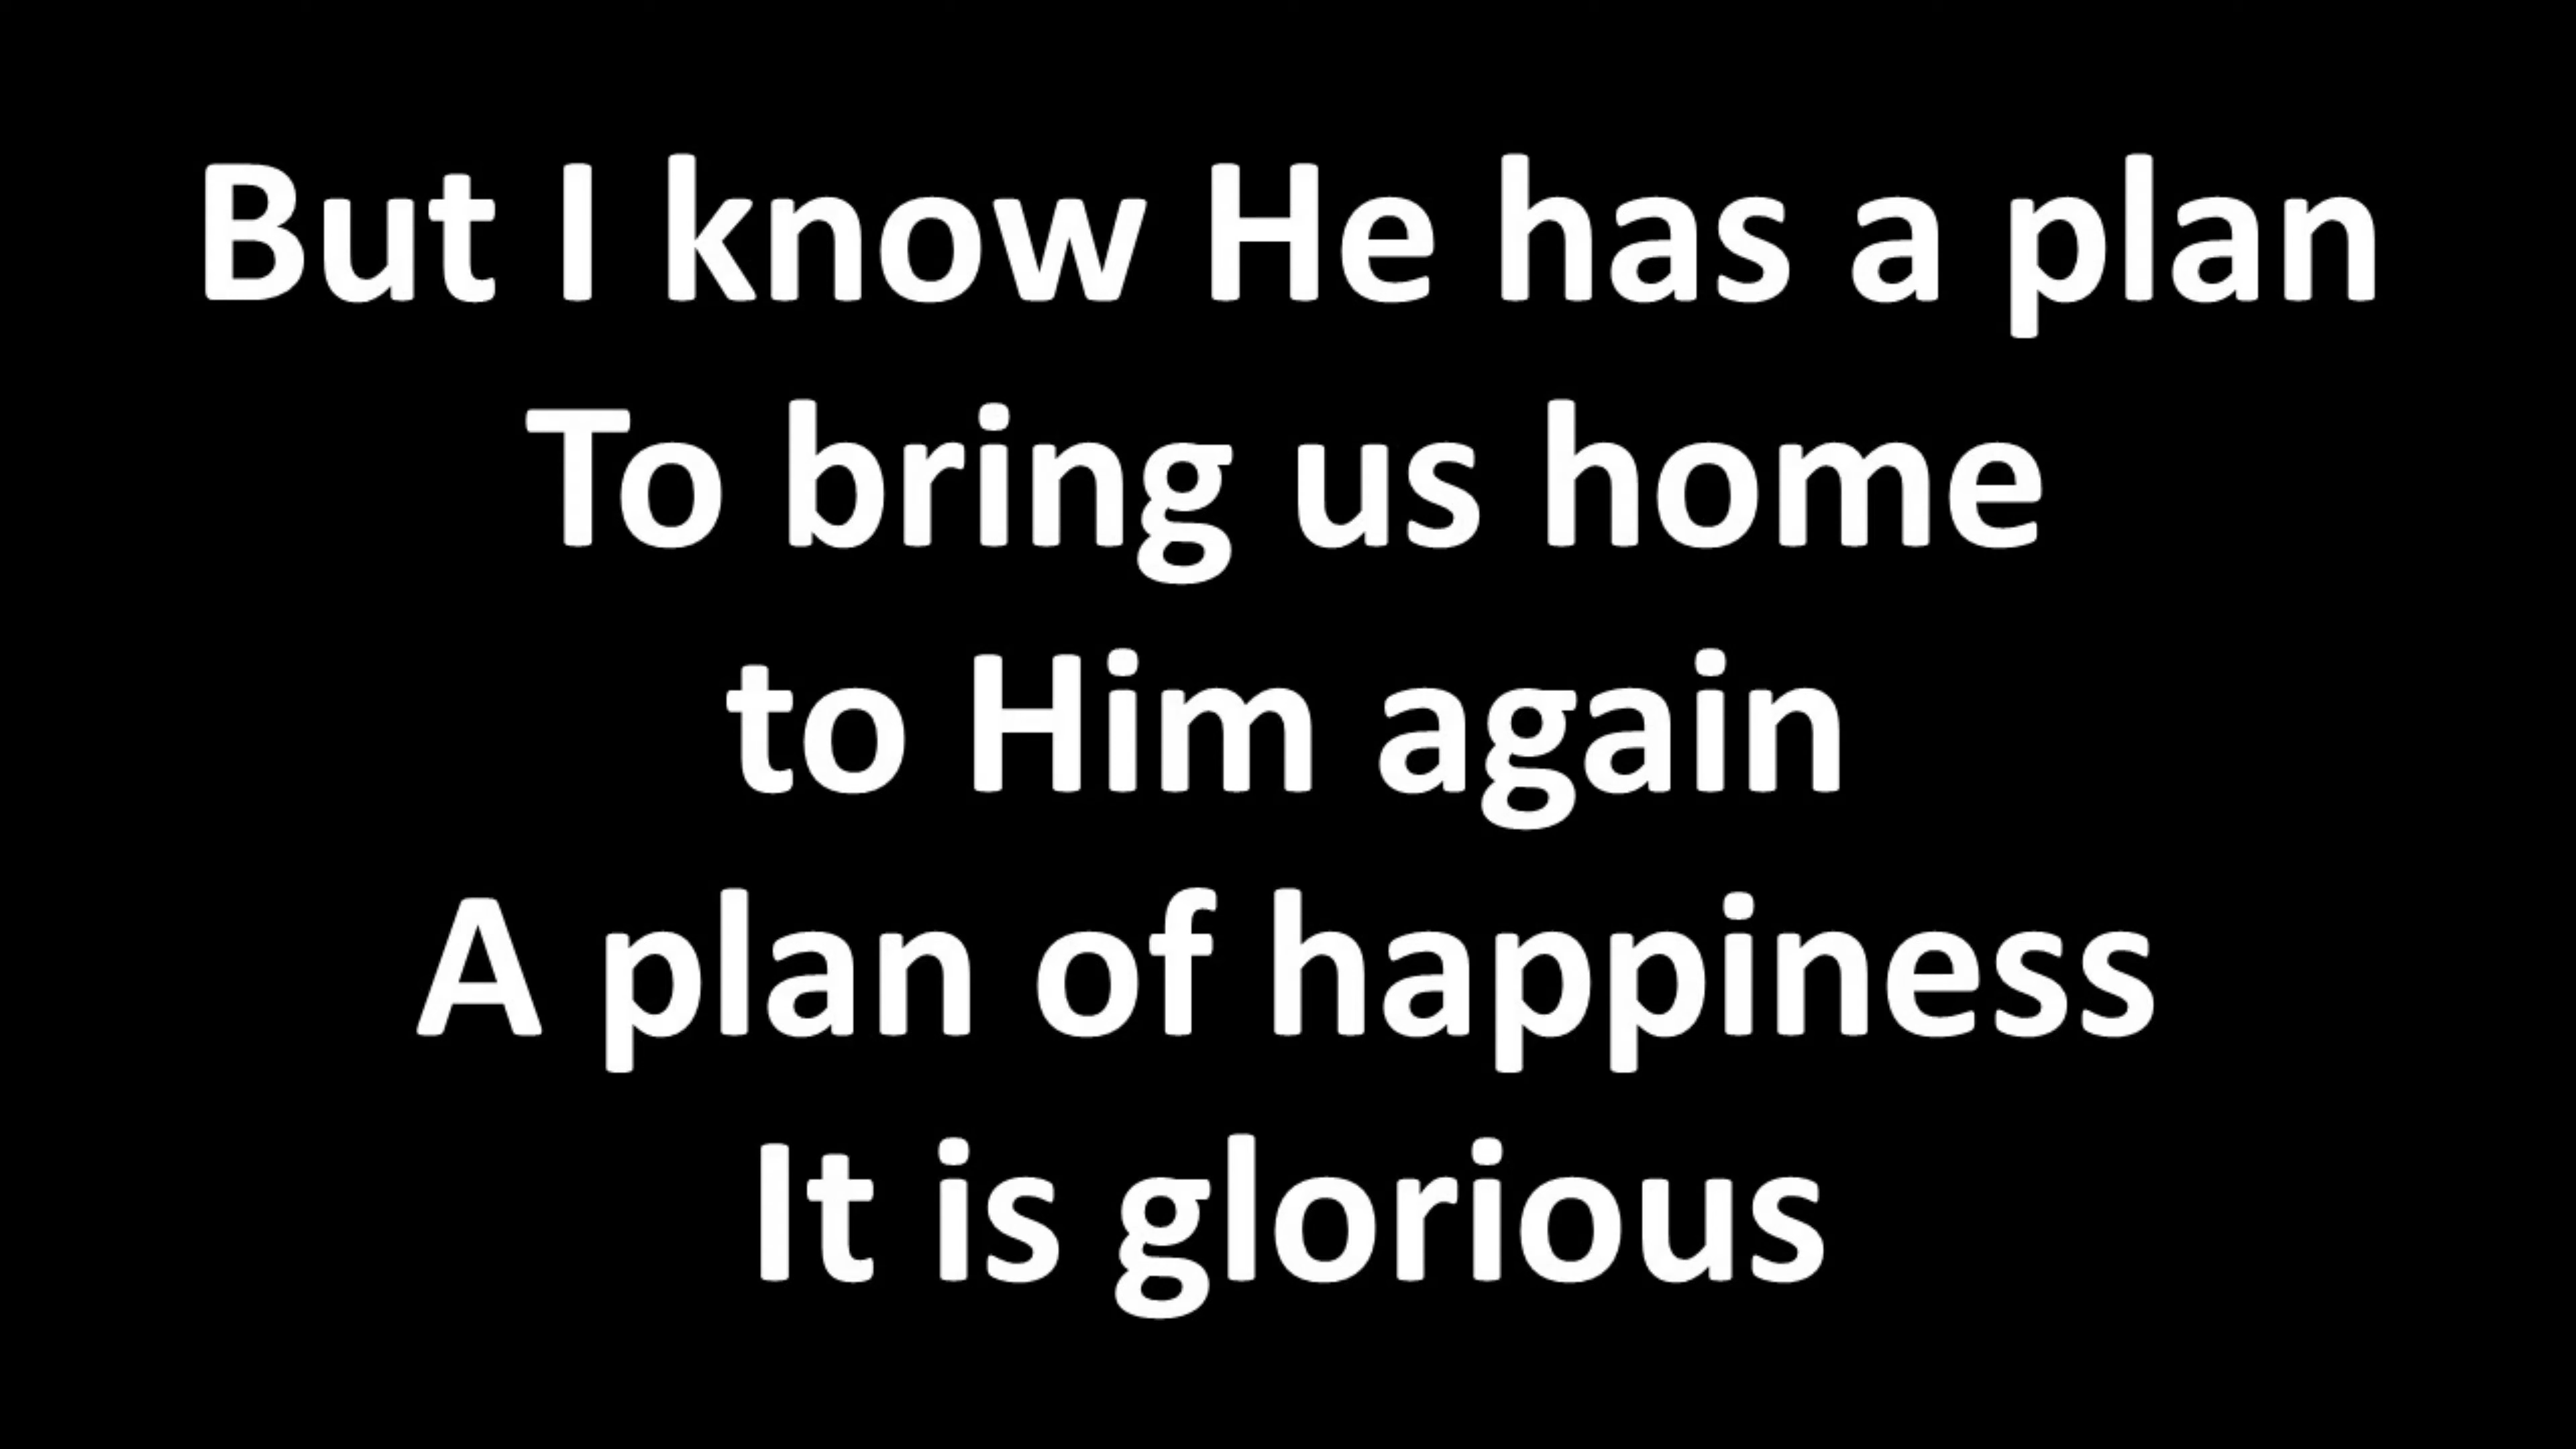 But I know He has a plan
To bring us home
to Him again
A plan of happiness
It is glorious